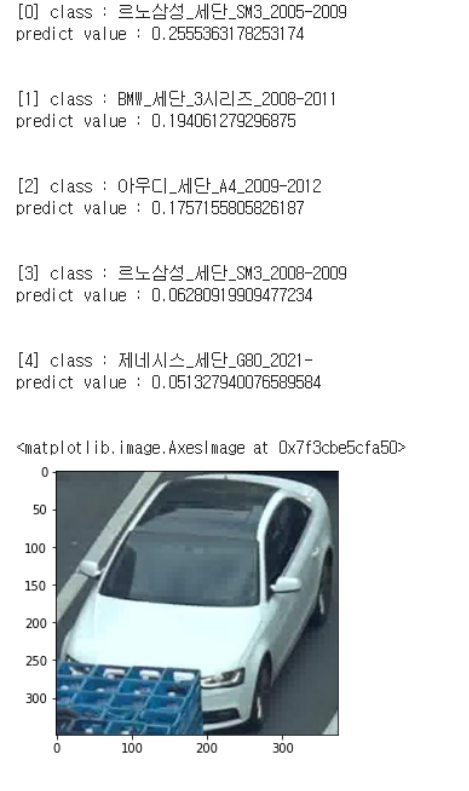 [0] class : 르노삼성_세단_SM3_2005-2009
predict value : 0.2555363178253174
[1] class : BMW_세단_3시리즈_2008-2011
predict value : 0.194061279296875
[2] class : 아우디_세단_A4_2009-2012
predict value : 0.1757155805826187
[3] class : 르노삼성_세단_SM3_2008-2009
predict value : 0.06280919909477234
[4] class : 제네시스_세단_G80_2021-
predict value : 0.051327940076589584
<matplotlib.image.AxesImage at 0x7f3cbe5cfa50>
0
50
100
150
200
250
300
0 100 200 300